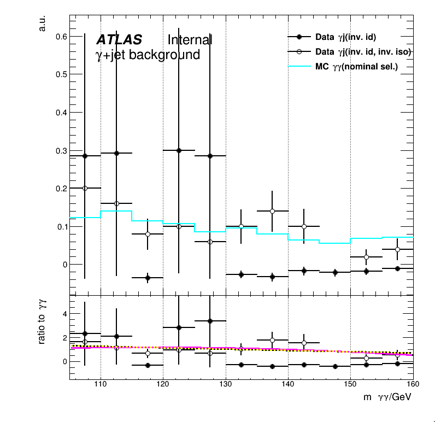 a.u.
0.6
0.5
0.4
0.3
0.2
0.1
0
ATLAS Internal
γ+jet background
Data γj(inv. id)
Data γj(inv. id, inv. iso)
MC γγ(nominal sel.)
ratio to γγ
4
2
0
110 120 130 140 150 160
m γγ/GeV